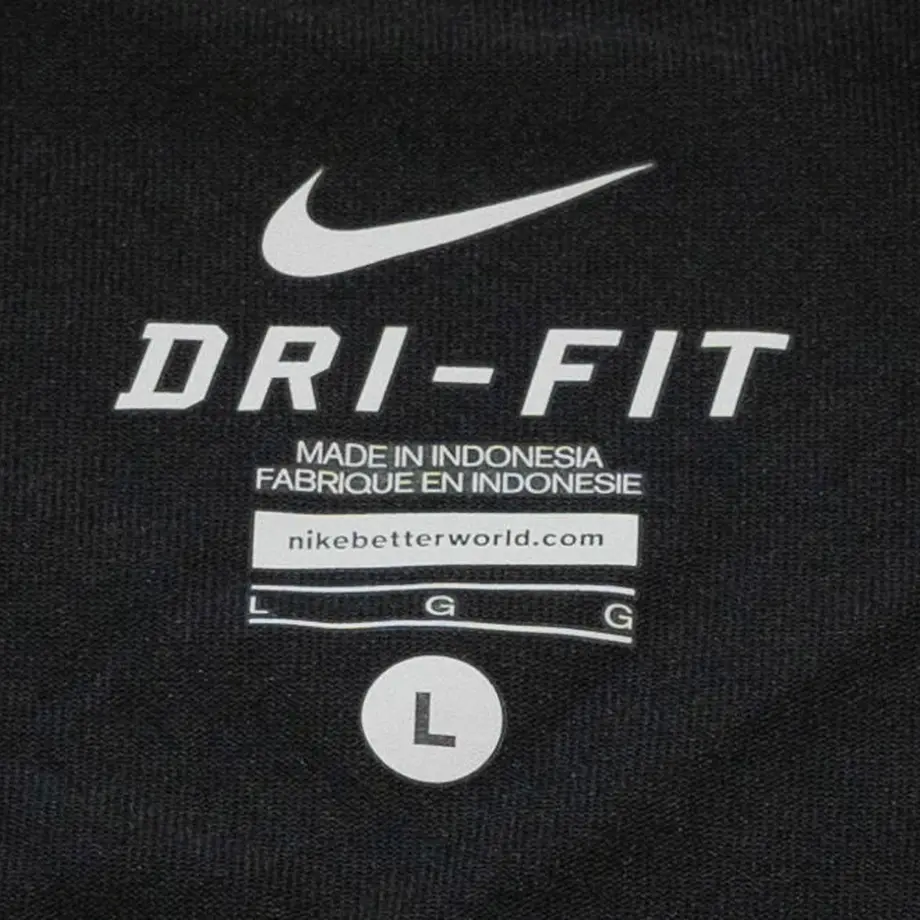 DRI-FIT
MADE IN INDONESIA
FABRIQUE EN INDONESIE
nikebetterworld.com
L G G
L